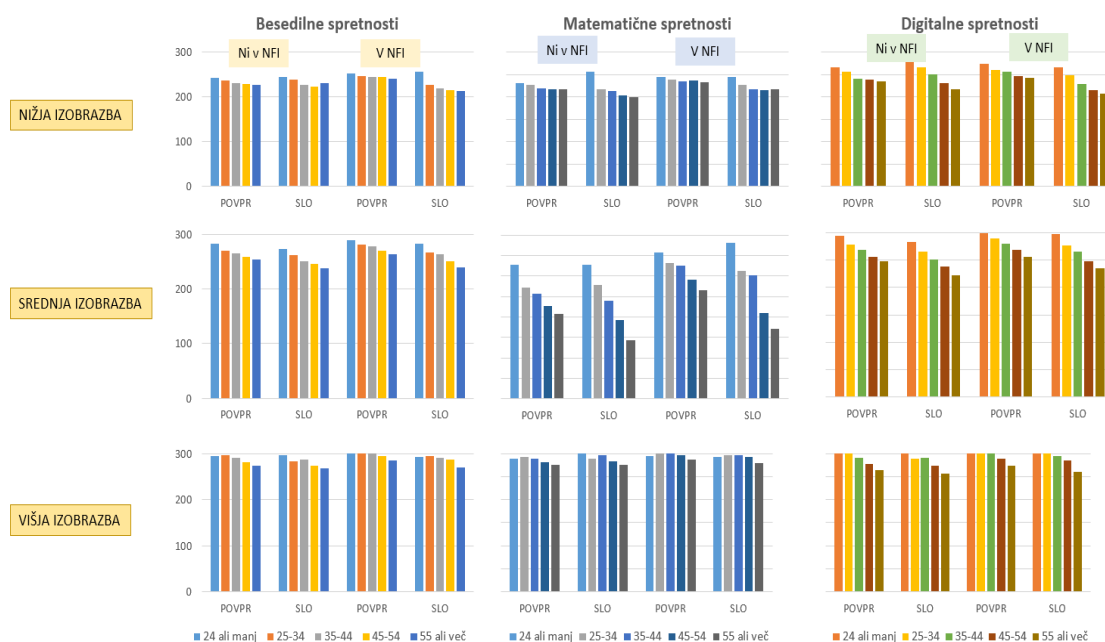 Besedilne spretnosti
Matematične spretnosti
Digitalne spretnosti
Ni v NFI
V NFI
Ni v NFI
V NFI
Ni v NFI
V NFI
NIŽJA IZOBRAZBA
300
200
100
0
POVPR
SLO
POVPR
SLO
POVPR
SLO
POVPR
SLO
POVPR
SLO
POVPR
SLO
SREDNJA IZOBRAZBA
300
200
100
0
POVPR
SLO
POVPR
SLO
POVPR
SLO
POVPR
SLO
POVPR
SLO
POVPR
SLO
VIŠJA IZOBRAZBA
300
200
100
0
POVPR
SLO
POVPR
SLO
POVPR
SLO
POVPR
SLO
POVPR
SLO
POVPR
SLO
24 ali manj 25-34 35-44 45-54 55 ali več
24 ali manj 25-34 35-44 45-54 55 ali več
24 ali manj 25-34 35-44 45-54 55 ali več